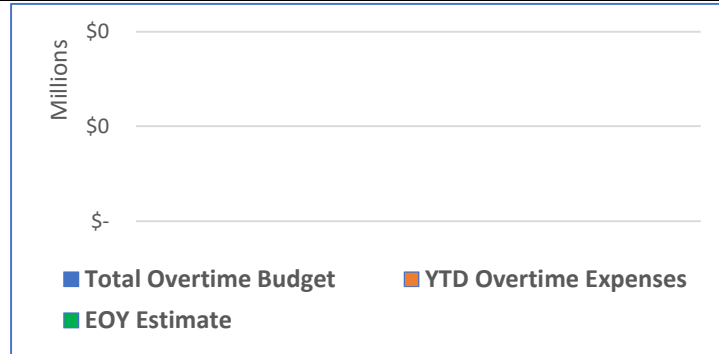 Millions
$0
$0
$-
Total Overtime Budget
YTD Overtime Expenses
EOY Estimate